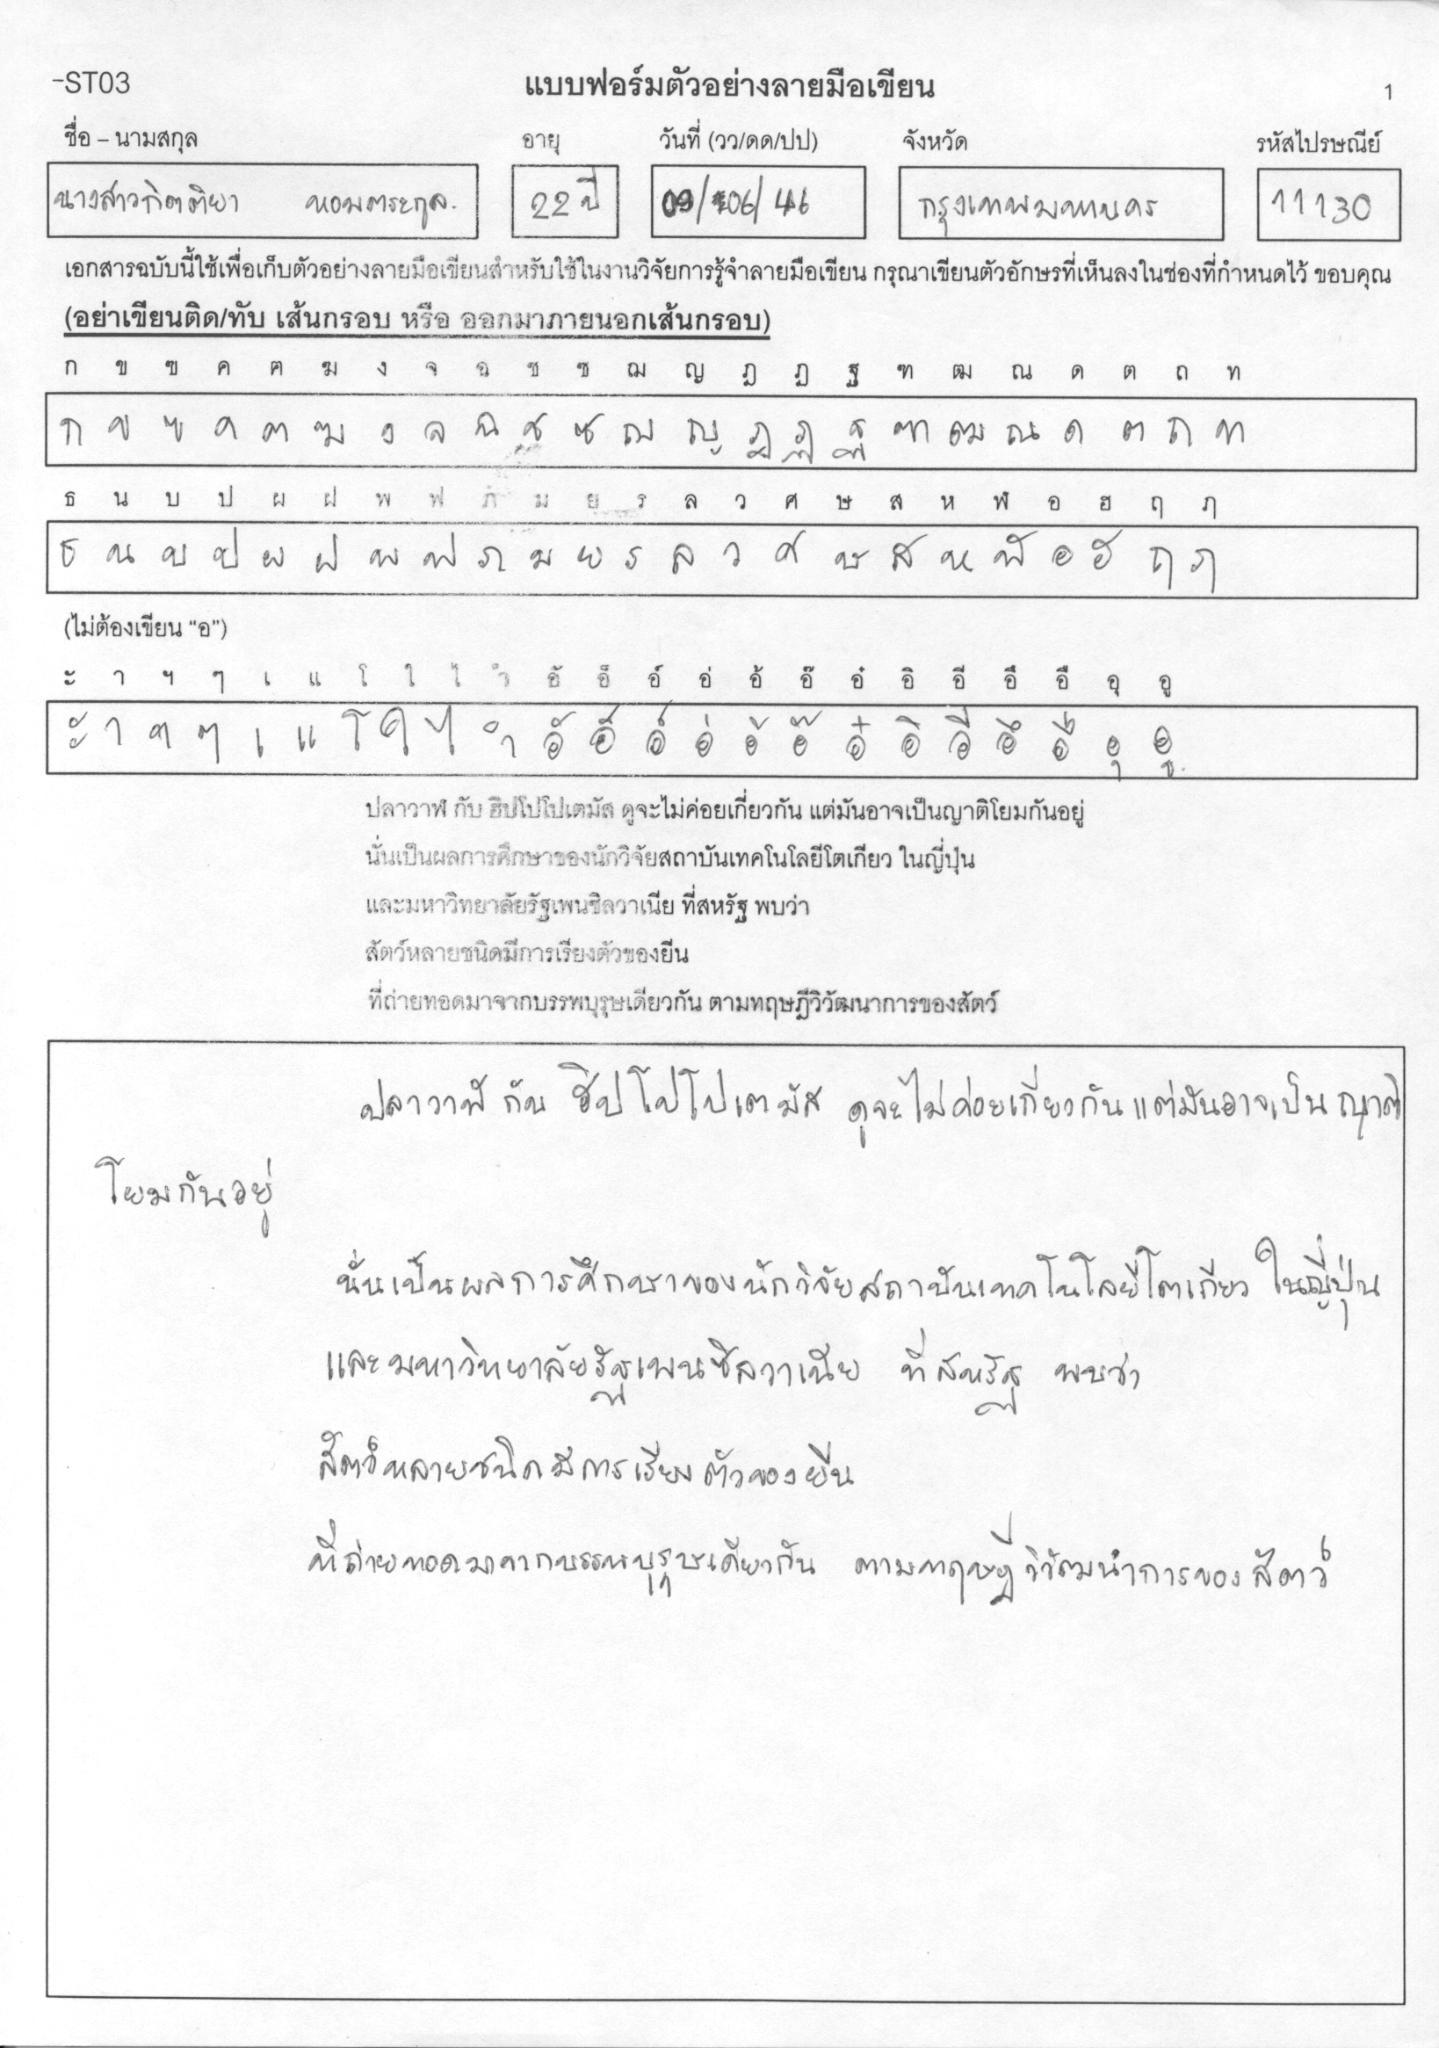 -ST03 แบบฟอร์มตัวอย่างลายมือเขียน 1
ชื่อ – นามสกุล อายุ วันที่ (วว/ดด/ปป) จังหวัด รหัสไปรษณีย์
นางสาวกิตติยา หอมตระกูล. 22 ปี 09/06/46 กรุงเทพมหานคร 11130
เอกสารฉบับนี้ใช้เพื่อเก็บตัวอย่างลายมือเขียนสำหรับใช้ในงานวิจัยการรู้จำลายมือเขียน กรุณาเขียนตัวอักษรที่เห็นลงในช่องที่กำหนดไว้ ขอบคุณ
(อย่าเขียนติด/ทับ เส้นกรอบ หรือ ออกมาภายนอกเส้นกรอบ)
ก ข ฃ ค ฅ ฆ ง จ ฉ ช ซ ฌ ญ ฎ ฏ ฐ ฑ ฒ ณ ด ต ถ ท
ก ข ฃ ค ฅ ฆ ง จ ฉ ช ซ ฌ ญ ฎ ฏ ฐ ฑ ฒ ณ ด ต ถ ท
ธ น บ ป ผ ฝ พ ฟ ภ ม ย ร ล ว ศ ษ ส ห ฬ อ ฮ ฤ ฦ
ธ น บ ป ผ ฝ พ ฟ ภ ม ย ร ล ว ศ ษ ส ห ฬ อ ฮ ฤ ฦ
(ไม่ต้องเขียน “อ”)
ะ า ฯ ๆ เ แ โ ใ ไ ำ อั อ็ อ์ อ่ อ้ อ๊ อ๋ อิ อี อึ อื อุ อู
ะ า ฯ ๆ เ แ โ ใ ไ ำ อั อ็ อ์ อ่ อ้ อ๊ อ๋ อิ อี อึ อื อุ อู
ปลาวาฬ กับ ฮิปโปโปเตมัส ดูจะไม่ค่อยเกี่ยวกัน แต่มันอาจเป็นญาติโยมกันอยู่
นั่นเป็นผลการศึกษาของนักวิจัยสถาบันเทคโนโลยีโตเกียว ในญี่ปุ่น
และมหาวิทยาลัยรัฐเพนซิลวาเนีย ที่สหรัฐ พบว่า
สัตว์หลายชนิดมีการเรียงตัวของยีน
ที่ถ่ายทอดมาจากบรรพบุรุษเดียวกัน ตามทฤษฎีวิวัฒนาการของสัตว์
ปลาวาฬ กับ ฮิปโปโปเตมัส ดูจะไม่ค่อยเกี่ยวกันแต่มันอาจเป็นญาติ
โยมกันอยู่
นั่นเป็นผลการศึกษาของนักวิจัยสถาบันเทคโนโลยีโตเกียว ในญี่ปุ่น
และมหาวิทยาลัยรัฐเพนซิลวาเนีย ที่สหรัฐ พบว่า
สัตว์หลายชนิดมีการเรียงตัวของยีน
ที่ถ่ายทอดมาจากบรรพบุรุษเดียวกัน ตามทฤษฎีวิวัฒนำการของสัตว์